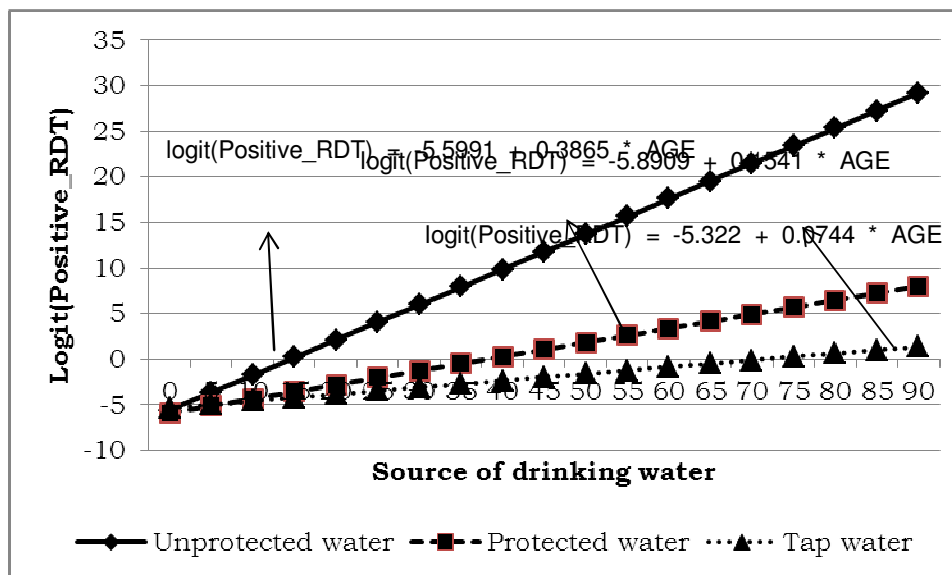 35
30
25
20
15
10
5
0
-5
-10
Logit(Positive_RDT)
logit(Positive_RDT) = -5.5991 + 0.3865 * AGE
logit(Positive_RDT) = -5.8909 + 0.1541 * AGE
logit(Positive_RDT) = -5.322 + 0.0744 * AGE
0 10 30 35 40 45 50 55 60 65 70 75 80 85 90
Source of drinking water
Unprotected water Protected water Tap water